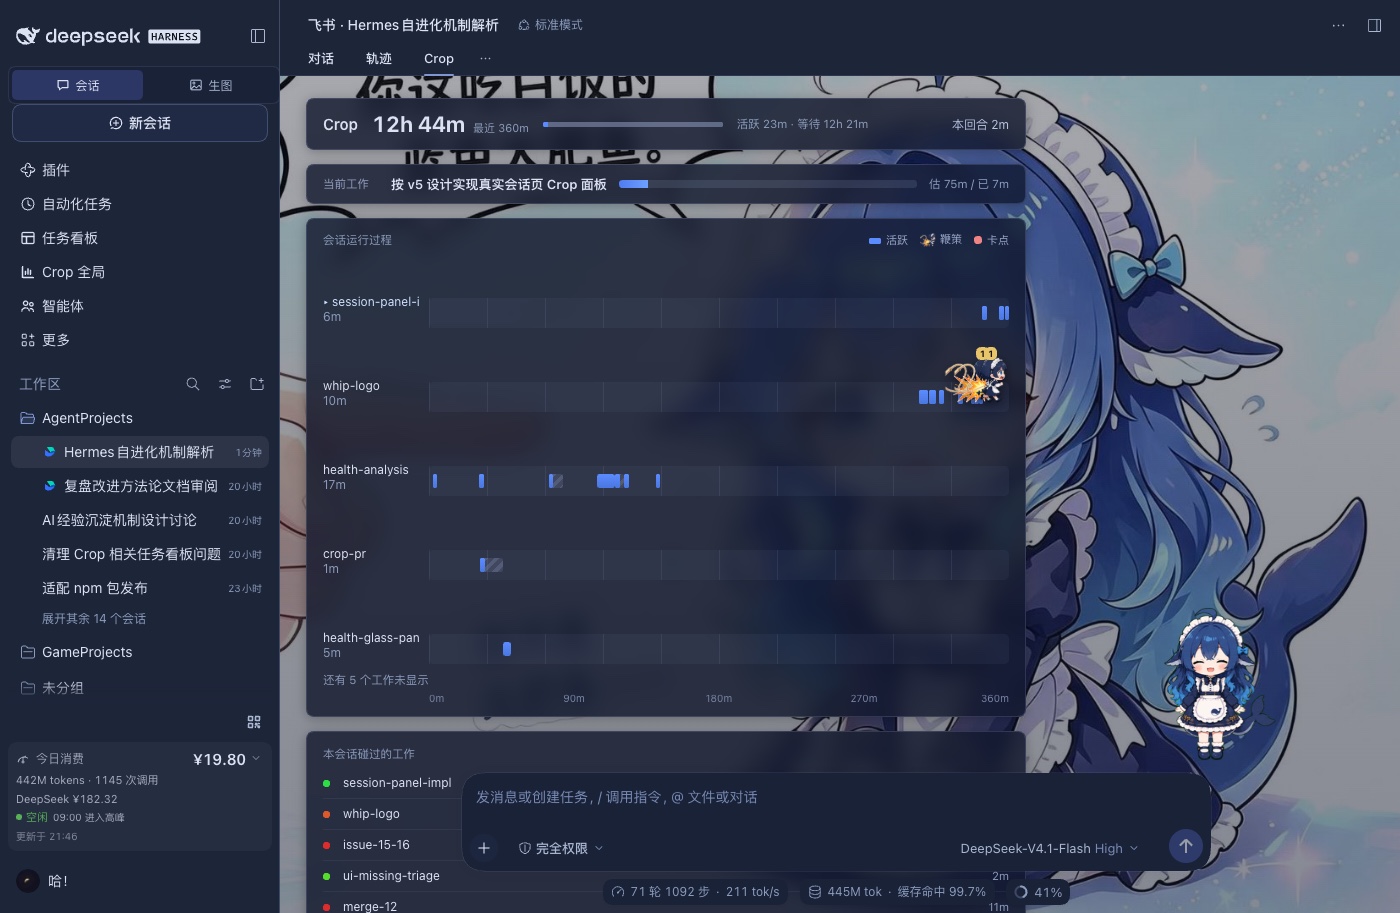 deepseek HARNESS
会话
生图
新会话
插件
自动化任务
任务看板
Crop 全局
智能体
更多
工作区
AgentProjects
Hermes 自进化机制解析 1分钟
复盘改进方法论文档审阅 20小时
AI 经验沉淀机制设计讨论 20小时
清理 Crop 相关任务看板问题 20小时
适配 npm 包发布 23小时
展开其余 14 个会话
GameProjects
未分组
今日消费 ¥19.80
442M tokens · 1145 次调用
DeepSeek ¥182.32
空闲 09:00 进入高峰
更新于 21:46
哈！
飞书 · Hermes 自进化机制解析 标准模式
对话 轨迹 Crop ···
你这吃白饭的
Crop 12h 44m 最近 360m 活跃 23m · 等待 12h 21m 本回合 2m
当前工作 按 v5 设计实现真实会话页 Crop 面板 估 75m / 已 7m
会话运行过程 活跃 鞭策 卡点
session-panel-i
6m
11
whip-logo
10m
health-analysis
17m
crop-pr
1m
health-glass-pan
5m
还有 5 个工作未显示
0m 90m 180m 270m 360m
本会话碰过的工作
session-panel-impl
whip-logo
issue-15-16
ui-missing-triage 2m
merge-12 11m
发消息或创建任务, / 调用指令, @ 文件或对话
完全权限 DeepSeek-V4.1-Flash High
71 轮 1092 步 · 211 tok/s 445M tok · 缓存命中 99.7% 41%